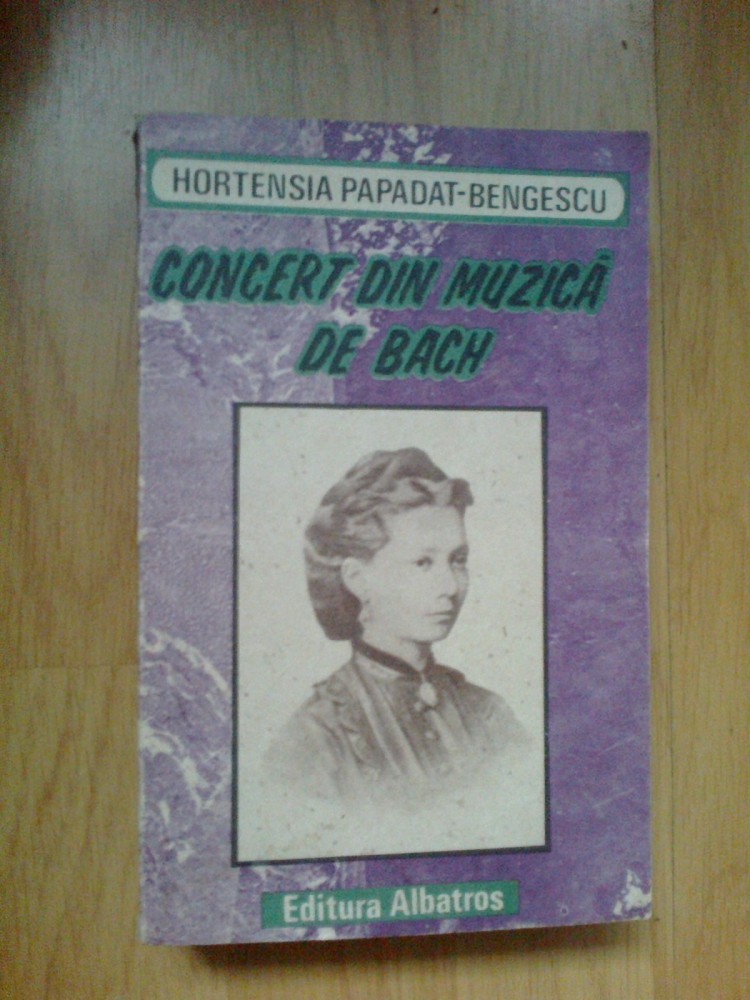 HORTENSIA PAPADAT-BENGESCU
CONCERT DIN MUZICĂ
DE BACH
Editura Albatros